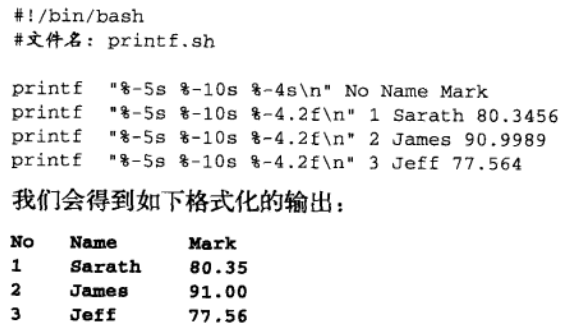 #!/bin/bash
#文件名: printf.sh
printf "%-5s %-10s %-4s\n" No Name Mark
printf "%-5s %-10s %-4.2f\n" 1 Sarath 80.3456
printf "%-5s %-10s %-4.2f\n" 2 James 90.9989
printf "%-5s %-10s %-4.2f\n" 3 Jeff 77.564
我们会得到如下格式化的输出：
No Name Mark
1 Sarath 80.35
2 James 91.00
3 Jeff 77.56